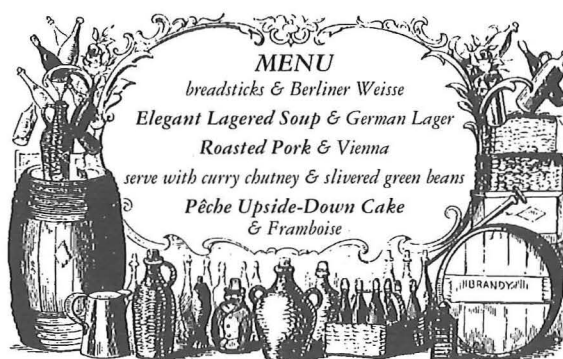 MENU
breadsticks & Berliner Weisse
Elegant Lagered Soup & German Lager
Roasted Pork & Vienna
serve with curry chutney & slivered green beans
Pêche Upside-Down Cake
& Framboise
BRANDY